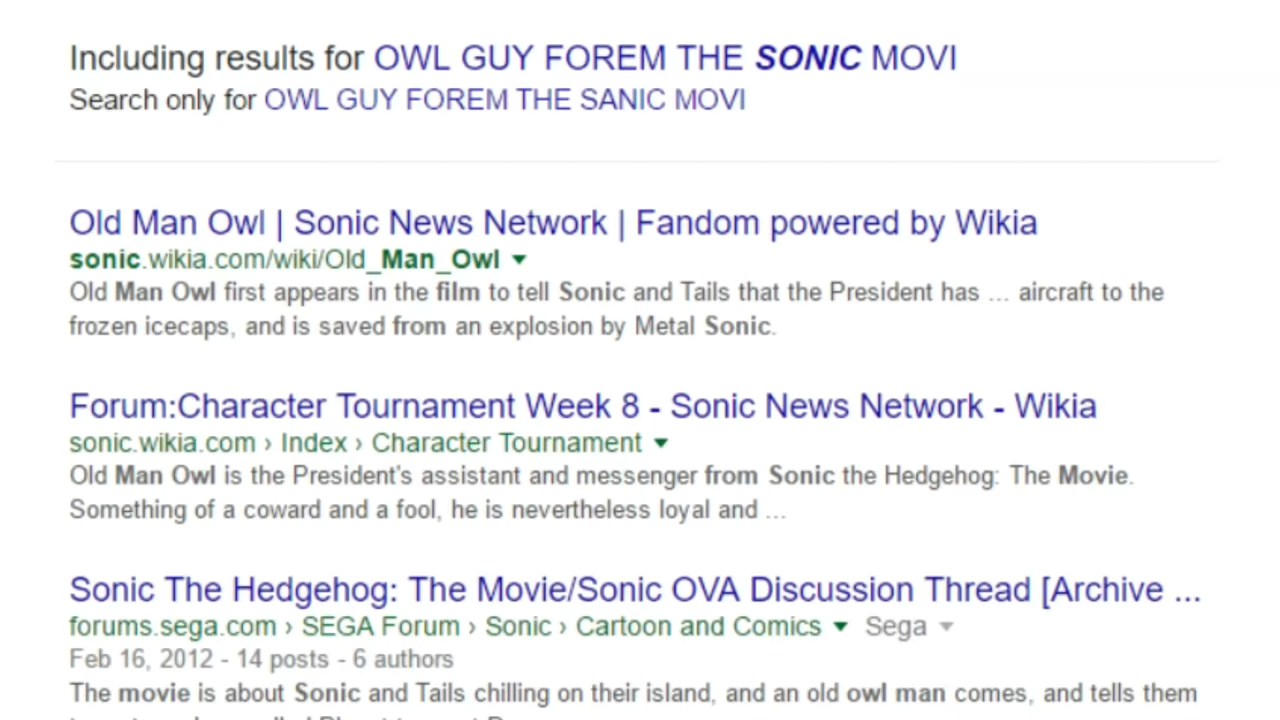 Including results for OWL GUY FOREM THE SONIC MOVI
Search only for OWL GUY FOREM THE SANIC MOVI
Old Man Owl | Sonic News Network | Fandom powered by Wikia
sonic.wikia.com/wiki/Old_Man_Owl
Old Man Owl first appears in the film to tell Sonic and Tails that the President has ... aircraft to the
frozen icecaps, and is saved from an explosion by Metal Sonic.
Forum:Character Tournament Week 8 - Sonic News Network - Wikia
sonic.wikia.com › Index › Character Tournament
Old Man Owl is the President's assistant and messenger from Sonic the Hedgehog: The Movie.
Something of a coward and a fool, he is nevertheless loyal and ...
Sonic The Hedgehog: The Movie/Sonic OVA Discussion Thread [Archive ...
forums.sega.com › SEGA Forum › Sonic › Cartoon and Comics Sega
Feb 16, 2012 - 14 posts - 6 authors
The movie is about Sonic and Tails chilling on their island, and an old owl man comes, and tells them